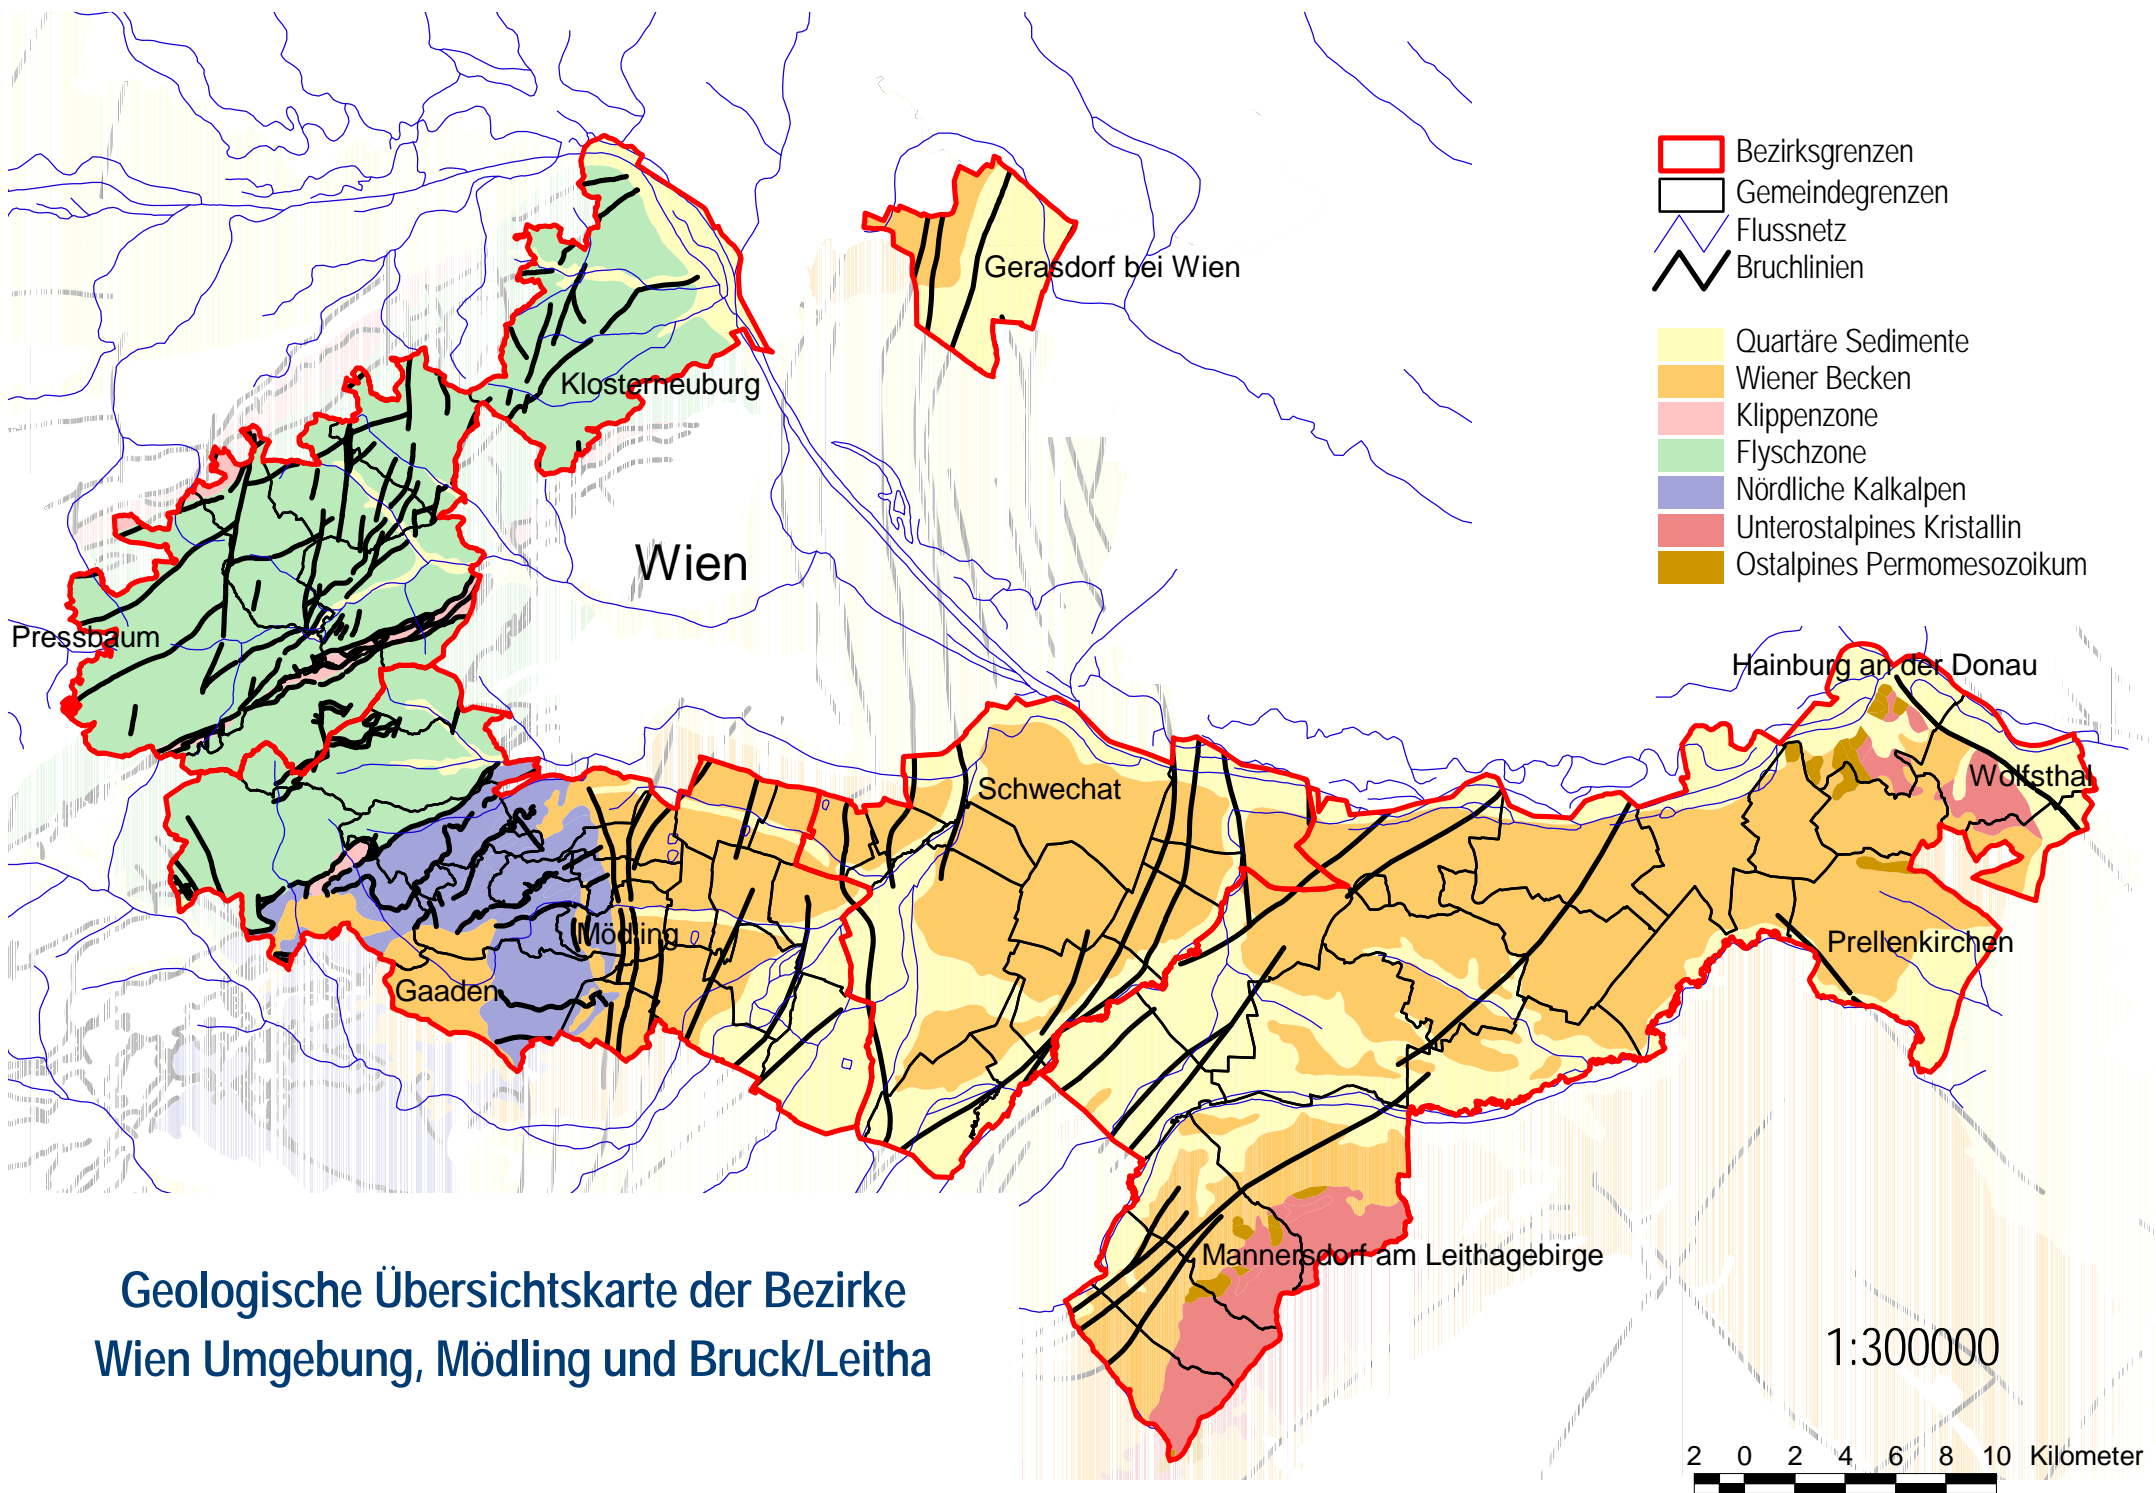 Bezirksgrenzen
Gemeindegrenzen
Flussnetz
Bruchlinien
Quartäre Sedimente
Wiener Becken
Klippenzone
Flyschzone
Nördliche Kalkalpen
Unterostalpines Kristallin
Ostalpines Permomesozoikum
Gerasdorf bei Wien
Klosterneuburg
Wien
Pressbaum
Hainburg an der Donau
Wolfsthal
Schwechat
Mödling
Gaaden
Prellenkirchen
Mannersdorf am Leithagebirge
Geologische Übersichtskarte der Bezirke
Wien Umgebung, Mödling und Bruck/Leitha
1:300000
2 0 2 4 6 8 10 Kilometer